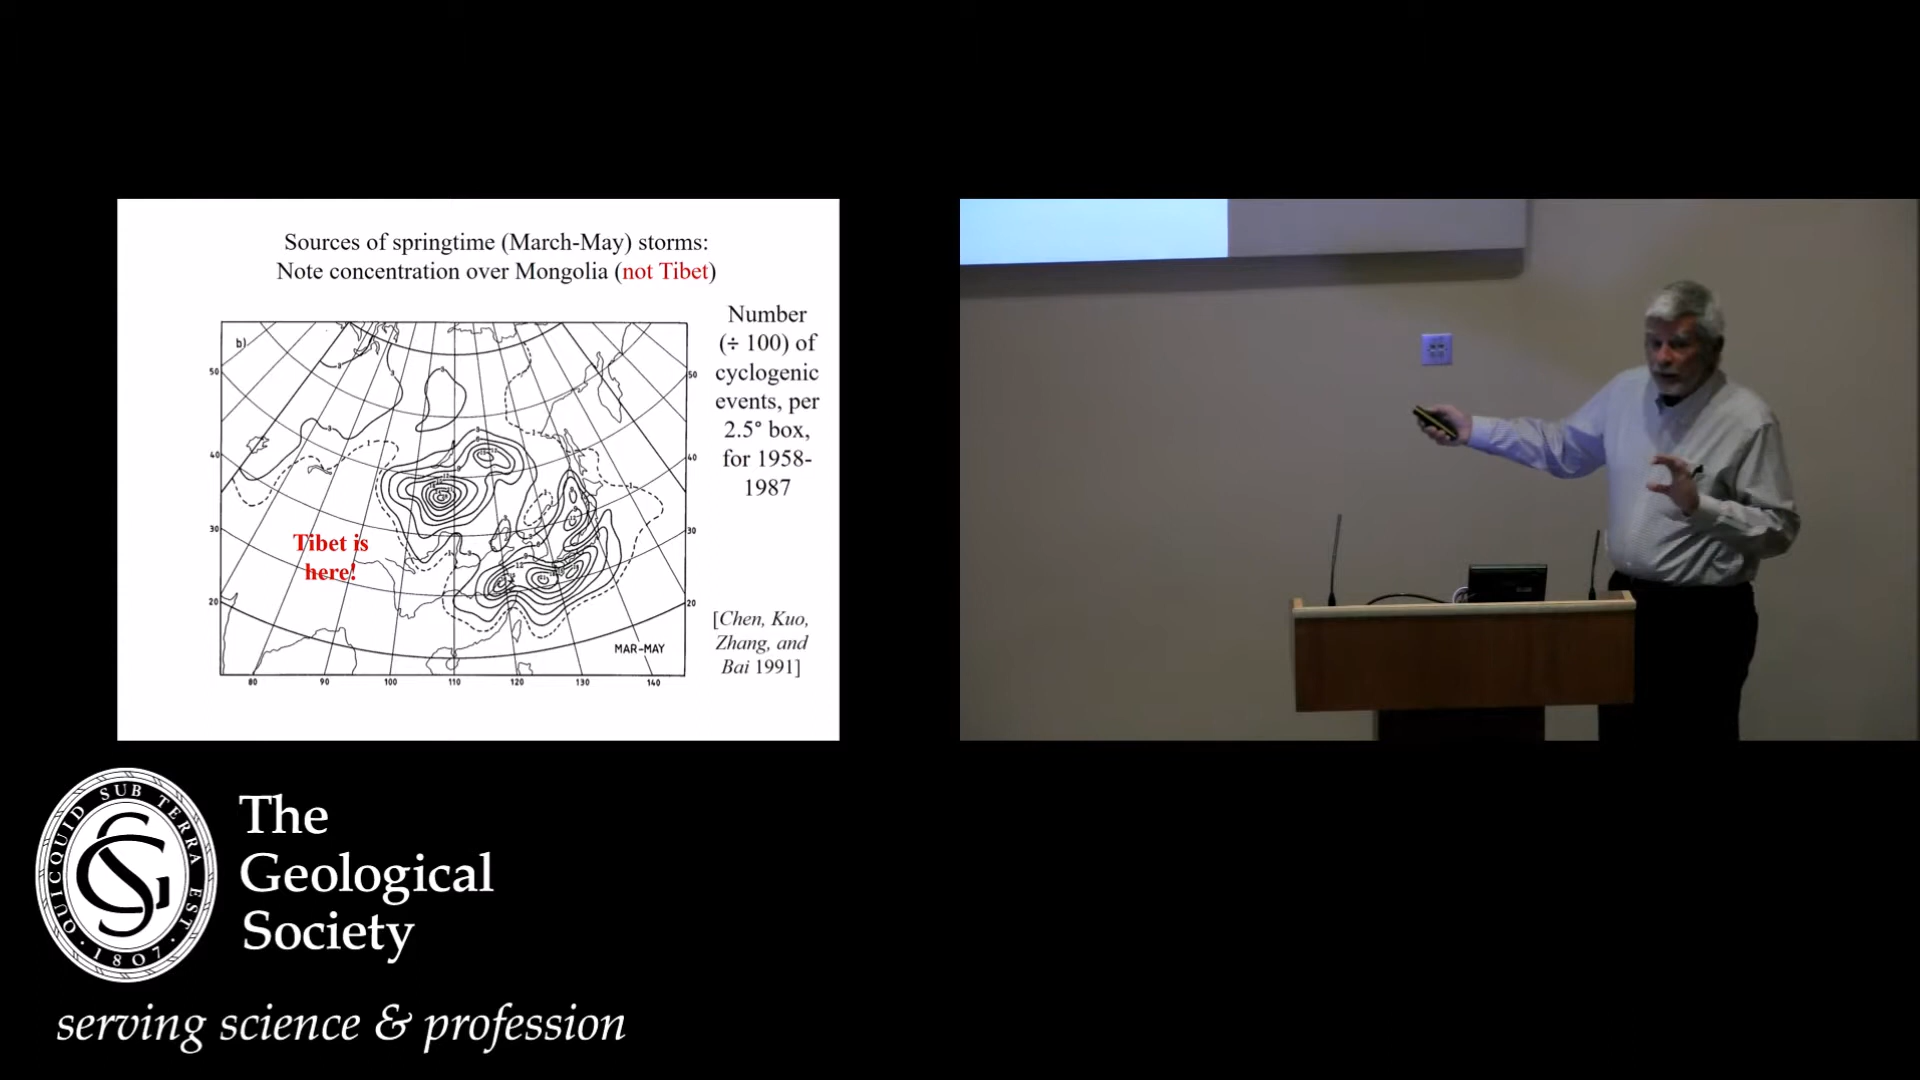 Sources of springtime (March-May) storms:
Note concentration over Mongolia (not Tibet)
Number
(÷ 100) of
cyclogenic
events, per
2.5° box,
for 1958-
1987
b)
50
50
40
40
30
30
20
20
Tibet is
here!
MAR-MAY
80
90
100
110
120
130
140
[Chen, Kuo,
Zhang, and
Bai 1991]
QUICQUID SUB TERRA EST
1807
GS
The
Geological
Society
serving science & profession